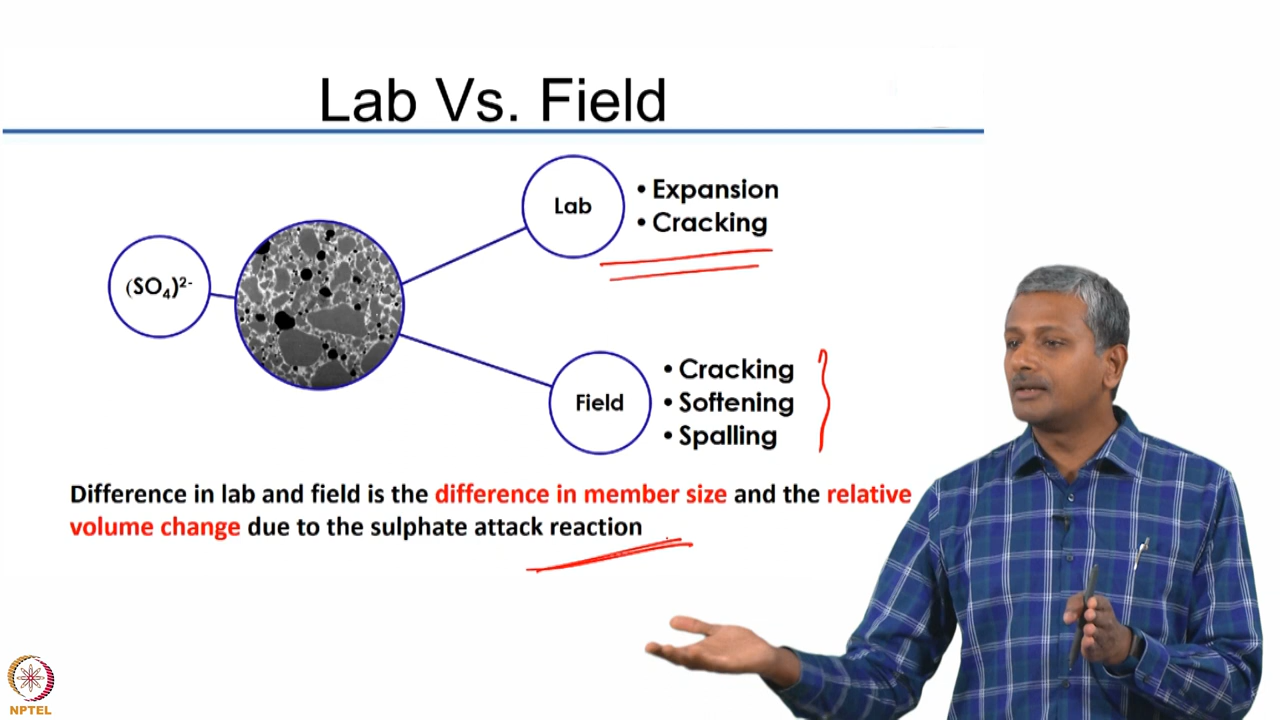 Lab Vs. Field
(SO4)2-
Lab
• Expansion
• Cracking
Field
• Cracking
• Softening
• Spalling
Difference in lab and field is the difference in member size and the relative
volume change due to the sulphate attack reaction
NPTEL